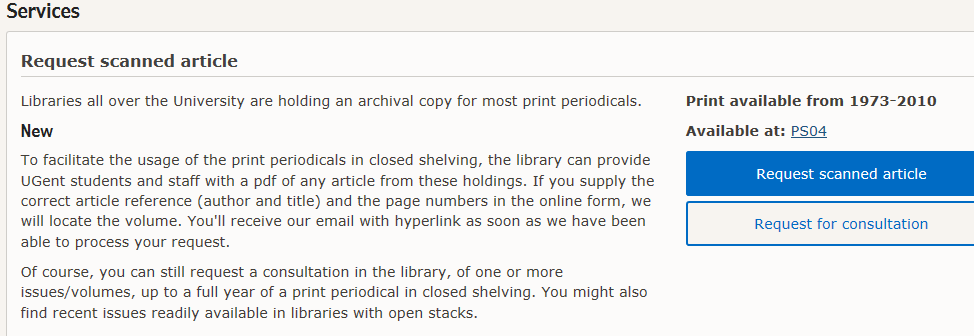 Services
Request scanned article
Libraries all over the University are holding an archival copy for most print periodicals.
New
To facilitate the usage of the print periodicals in closed shelving, the library can provide
UGent students and staff with a pdf of any article from these holdings. If you supply the
correct article reference (author and title) and the page numbers in the online form, we
will locate the volume. You'll receive our email with hyperlink as soon as we have been
able to process your request.
Of course, you can still request a consultation in the library, of one or more
issues/volumes, up to a full year of a print periodical in closed shelving. You might also
find recent issues readily available in libraries with open stacks.
Print available from 1973-2010
Available at: PS04
Request scanned article
Request for consultation